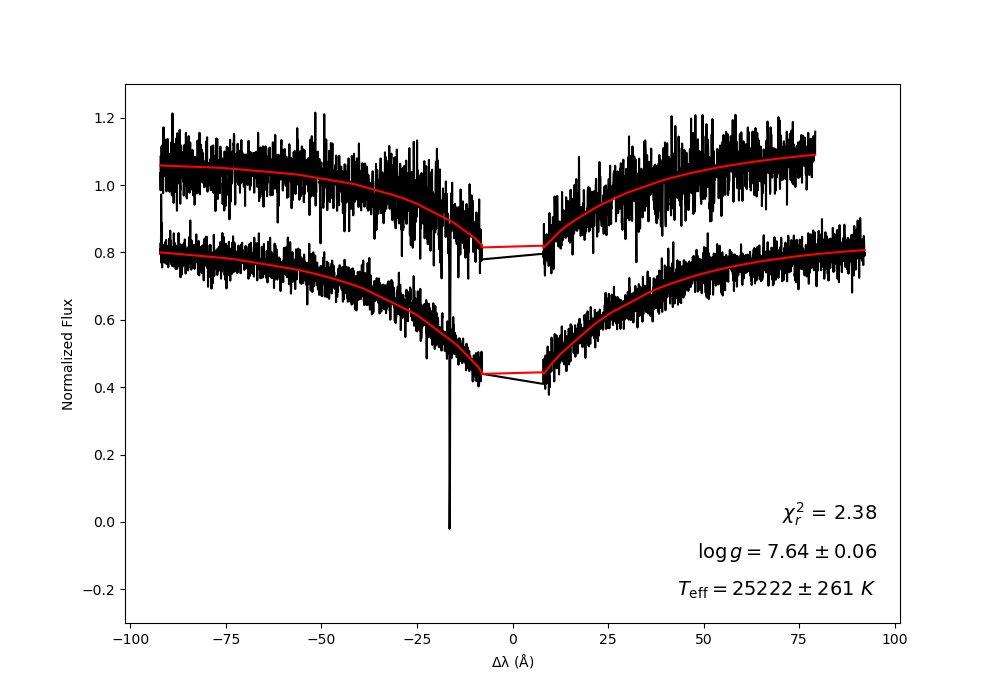 1.2
1.0
0.8
0.6
0.4
0.2
0.0
−0.2
Normalized Flux
χ²ᵣ = 2.38
log g = 7.64 ± 0.06
T_eff = 25222 ± 261 K
−100 −75 −50 −25 0 25 50 75 100
Δλ (Å)